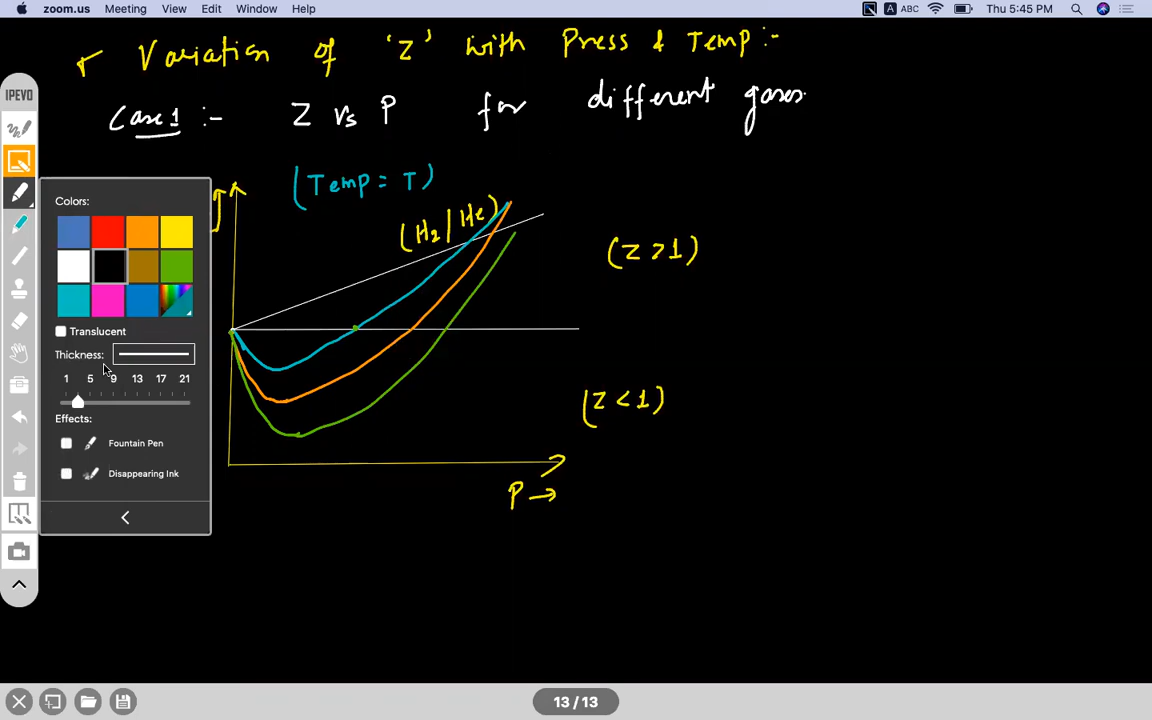 zoom.us Meeting View Edit Window Help ABC Thu 5:45 PM
Variation of 'Z' with Press & Temp :-
IPEVO
Case 1 :- Z vs P for different gases
(Temp = T)
Colors:
(H2/He)
(Z > 1)
Translucent
Thickness:
1 5 9 13 17 21
(Z < 1)
Effects:
Fountain Pen
Disappearing Ink
P →
13 / 13